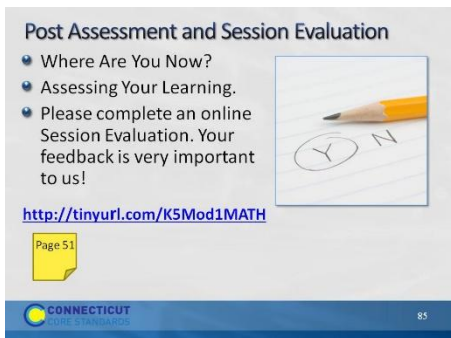 Post Assessment and Session Evaluation
Where Are You Now?
Assessing Your Learning.
Please complete an online
Session Evaluation. Your
feedback is very important
to us!
Y N
http://tinyurl.com/K5Mod1MATH
Page 51
CONNECTICUT
CORE STANDARDS
85